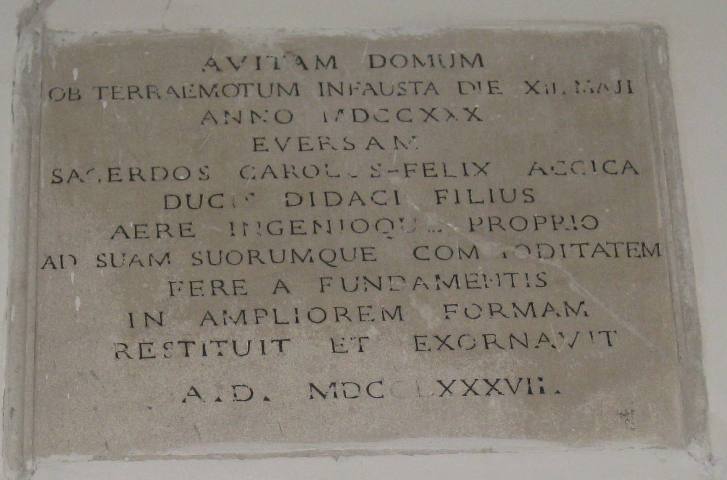 AVITAM DOMUM
OB TERRAEMOTUM INFAUSTA DIE XII. MAJI
ANNO MDCCXXX
EVERSAM
SACERDOS CAROLUS-FELIX ACCICA
DUCIS DIDACI FILIUS
AERE INGENIOQUE PROPRIO
AD SUAM SUORUMQUE COMMODITATEM
FERE A FUNDAMENTIS
IN AMPLIOREM FORMAM
RESTITUIT ET EXORNAVIT
A.D.